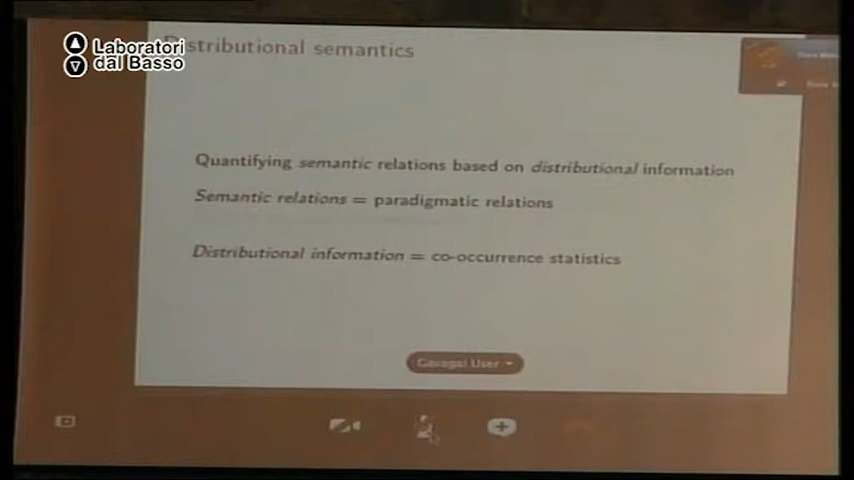 Laboratori
dal Basso
Distributional semantics
Quantifying semantic relations based on distributional information
Semantic relations = paradigmatic relations
Distributional information = co-occurrence statistics
User